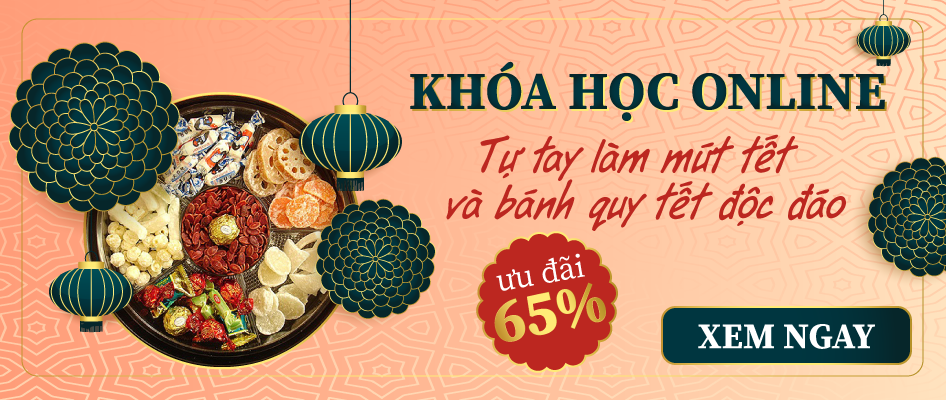 KHÓA HỌC ONLINE
Tự tay làm mứt tết
và bánh quy tết độc đáo
ưu đãi
65%
XEM NGAY